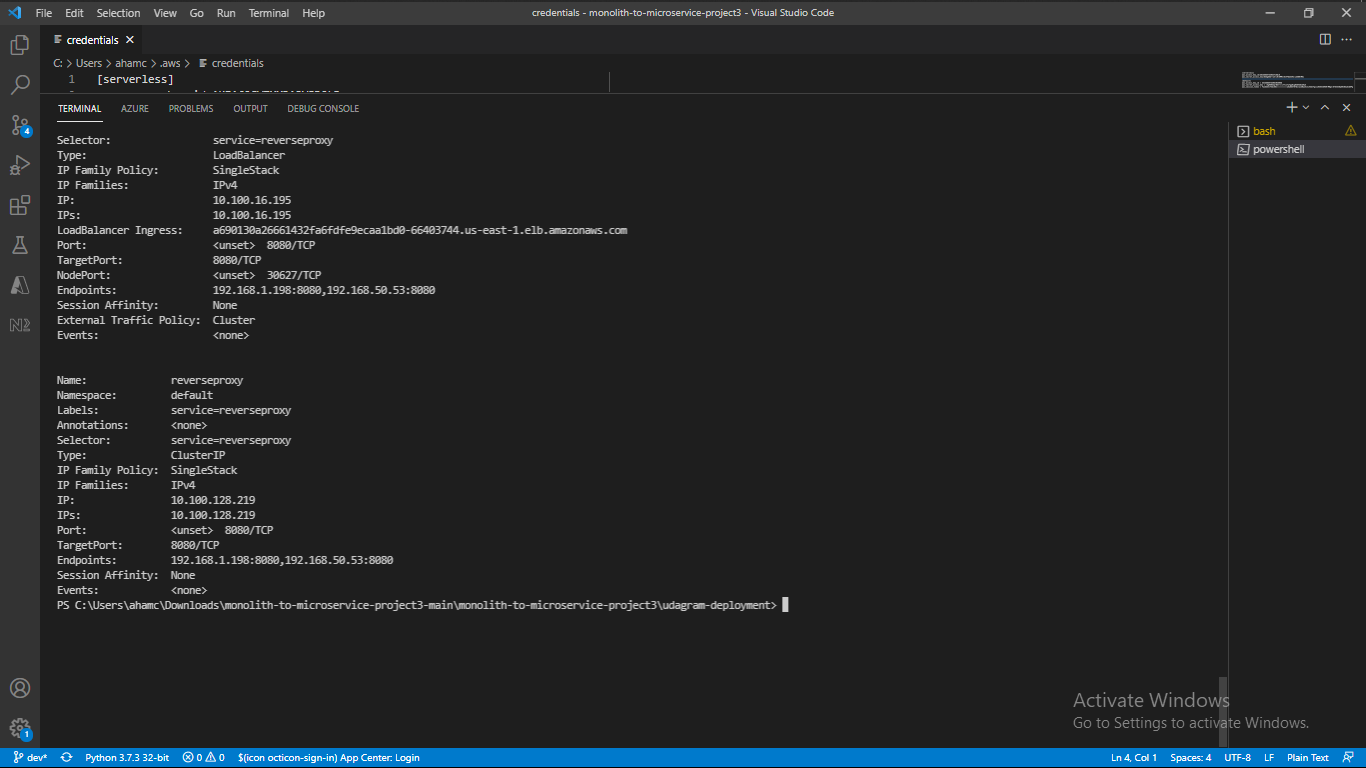 File Edit Selection View Go Run Terminal Help
credentials - monolith-to-microservice-project3 - Visual Studio Code
credentials
C: > Users > ahamc > .aws > credentials
1 [serverless]
TERMINAL AZURE PROBLEMS OUTPUT DEBUG CONSOLE
bash
powershell
4
Selector: service=reverseproxy
Type: LoadBalancer
IP Family Policy: SingleStack
IP Families: IPv4
IP: 10.100.16.195
IPs: 10.100.16.195
LoadBalancer Ingress: a690130a26661432fa6fdfe9ecaa1bd0-66403744.us-east-1.elb.amazonaws.com
Port: <unset> 8080/TCP
TargetPort: 8080/TCP
NodePort: <unset> 30627/TCP
Endpoints: 192.168.1.198:8080,192.168.50.53:8080
Session Affinity: None
External Traffic Policy: Cluster
Events: <none>
Name: reverseproxy
Namespace: default
Labels: service=reverseproxy
Annotations: <none>
Selector: service=reverseproxy
Type: ClusterIP
IP Family Policy: SingleStack
IP Families: IPv4
IP: 10.100.128.219
IPs: 10.100.128.219
Port: <unset> 8080/TCP
TargetPort: 8080/TCP
Endpoints: 192.168.1.198:8080,192.168.50.53:8080
Session Affinity: None
Events: <none>
PS C:\Users\ahamc\Downloads\monolith-to-microservice-project3-main\monolith-to-microservice-project3\udagram-deployment>
Activate Windows
Go to Settings to activate Windows.
1
dev* Python 3.7.3 32-bit 0 0 $(icon octicon-sign-in) App Center: Login Ln 4, Col 1 Spaces: 4 UTF-8 LF Plain Text